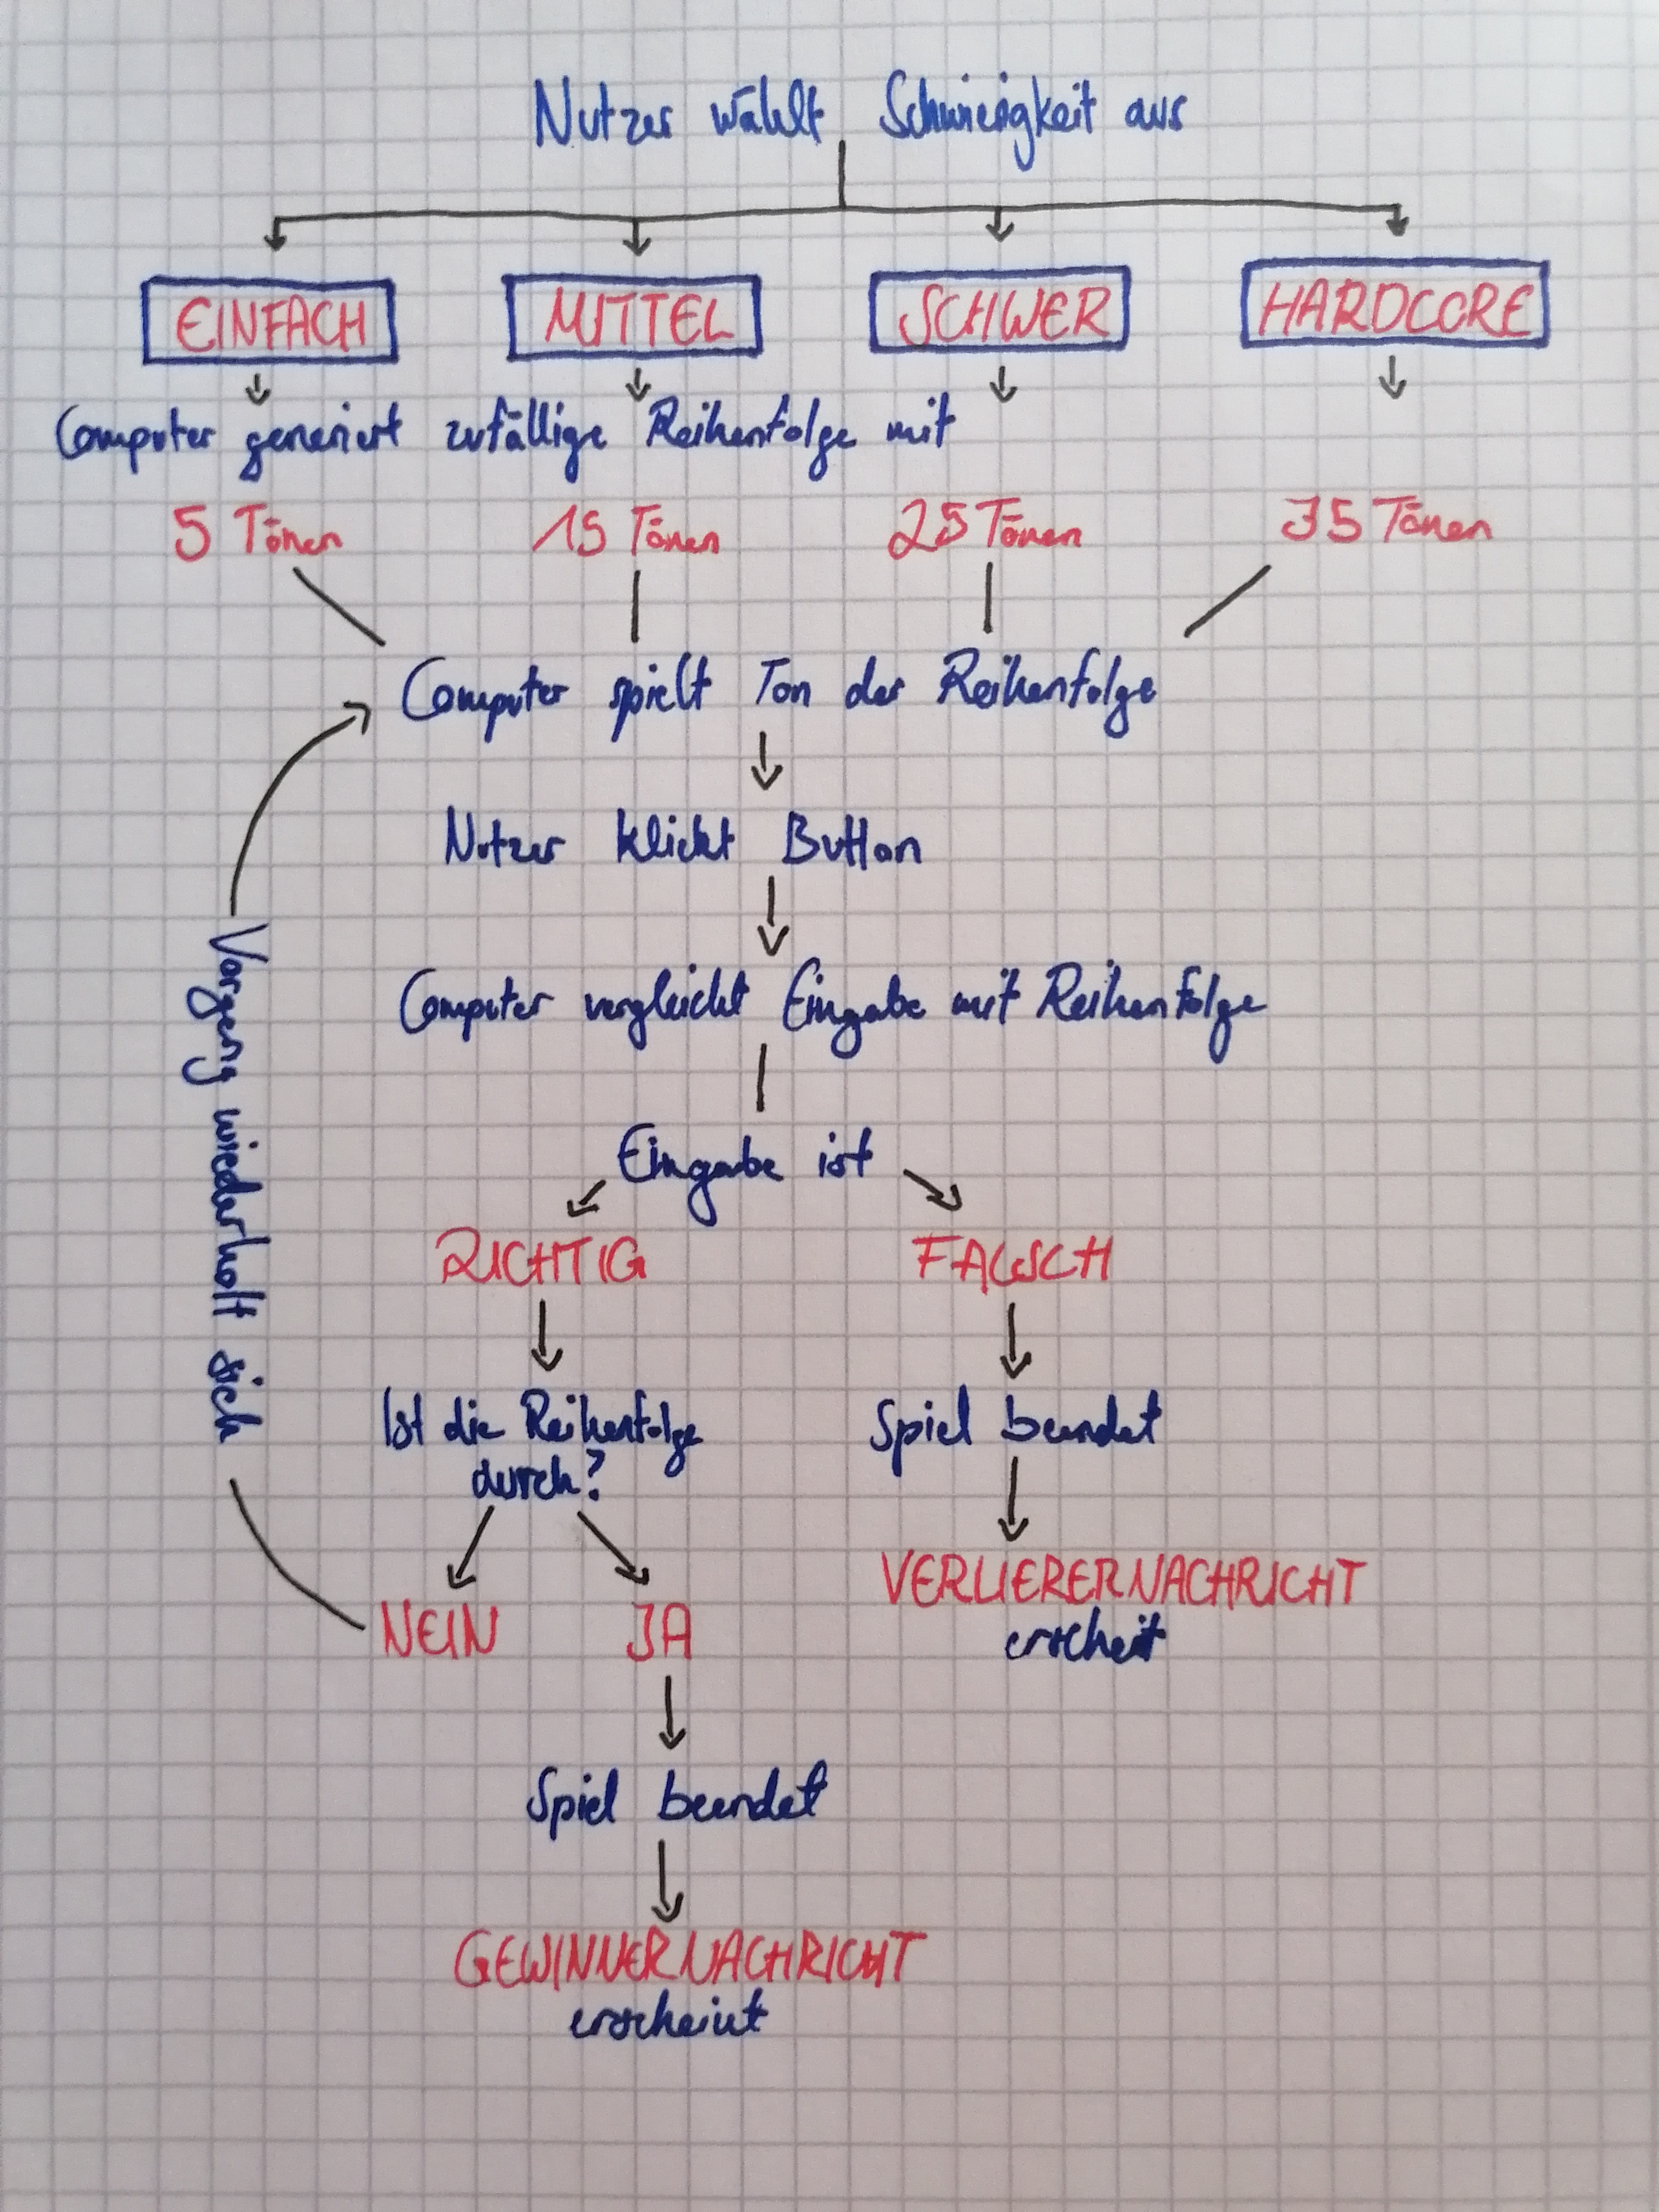 Nutzer wählt Schwierigkeit aus
EINFACH MITTEL SCHWER HARDCORE
Computer generiert zufällige Reihenfolge mit
5 Tönen 15 Tönen 25 Tönen 35 Tönen
Computer spielt Ton der Reihenfolge
Nutzer klickt Button
Computer vergleicht Eingabe mit Reihenfolge
Eingabe ist
RICHTIG FALSCH
Ist die Reihenfolge
durch?
Spiel beendet
NEIN JA
VERLIERERNACHRICHT
erscheit
Vorgang wiederholt sich
Spiel beendet
GEWINNERNACHRICHT
erscheint